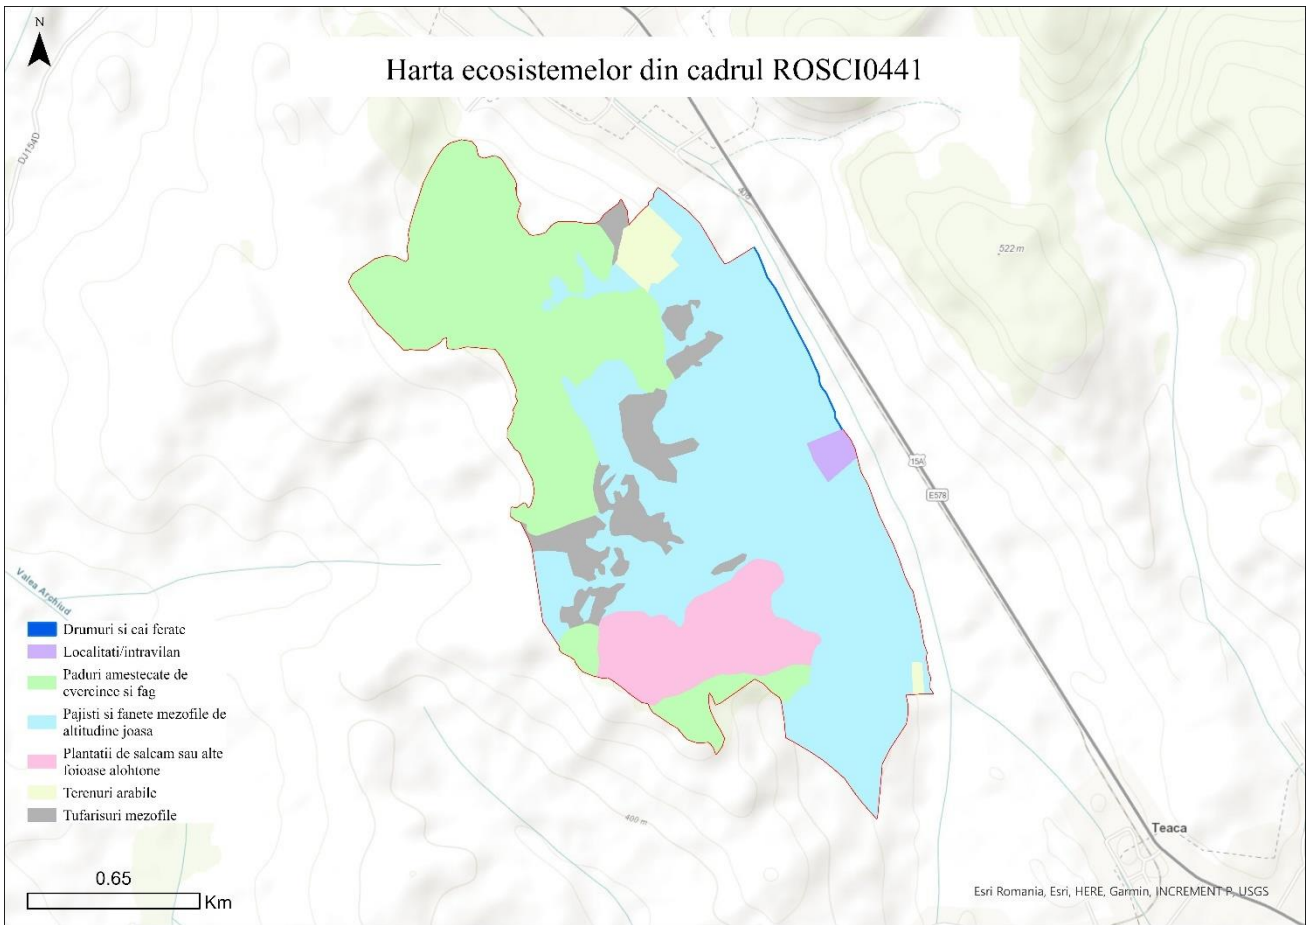 N
Harta ecosistemelor din cadrul ROSCI0441
DJ154D
522 m
15A
E578
Valea Archiud
Drumuri si cai ferate
Localitati/intravilan
Paduri amestecate de
cvercinee si fag
Pajisti si fanete mezofile de
altitudine joasa
Plantatii de salcam sau alte
foioase alohtone
Terenuri arabile
Tufarisuri mezofile
400 m
Teaca
0.65
Km
Esri Romania, Esri, HERE, Garmin, INCREMENT P, USGS